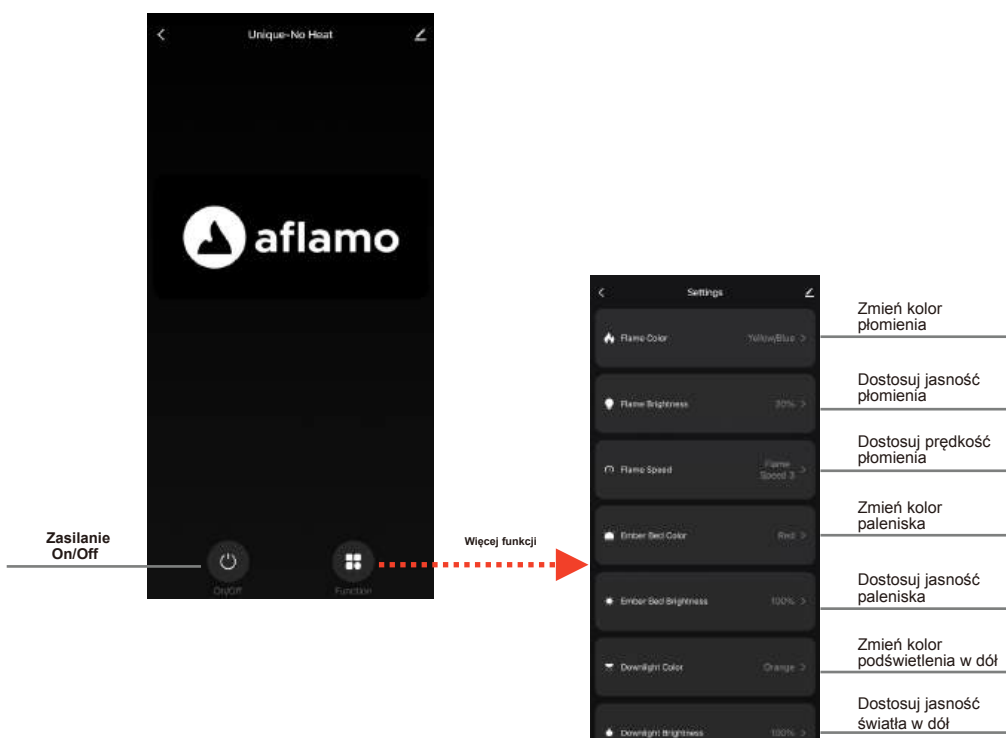 Unique-No Heat
aflamo
Zasilanie
On/Off
On/Off
Function
Więcej funkcji
Settings
Flame Color
Yellow/Blue
Zmień kolor
płomienia
Flame Brightness
Dostosuj jasność
płomienia
Flame Speed
Flame
Speed 3
Dostosuj prędkość
płomienia
Ember Bed Color
Red
Zmień kolor
paleniska
Ember Bed Brightness
100%
Dostosuj jasność
paleniska
Downlight Color
Orange
Zmień kolor
podświetlenia w dół
Downlight Brightness
100%
Dostosuj jasność
światła w dół